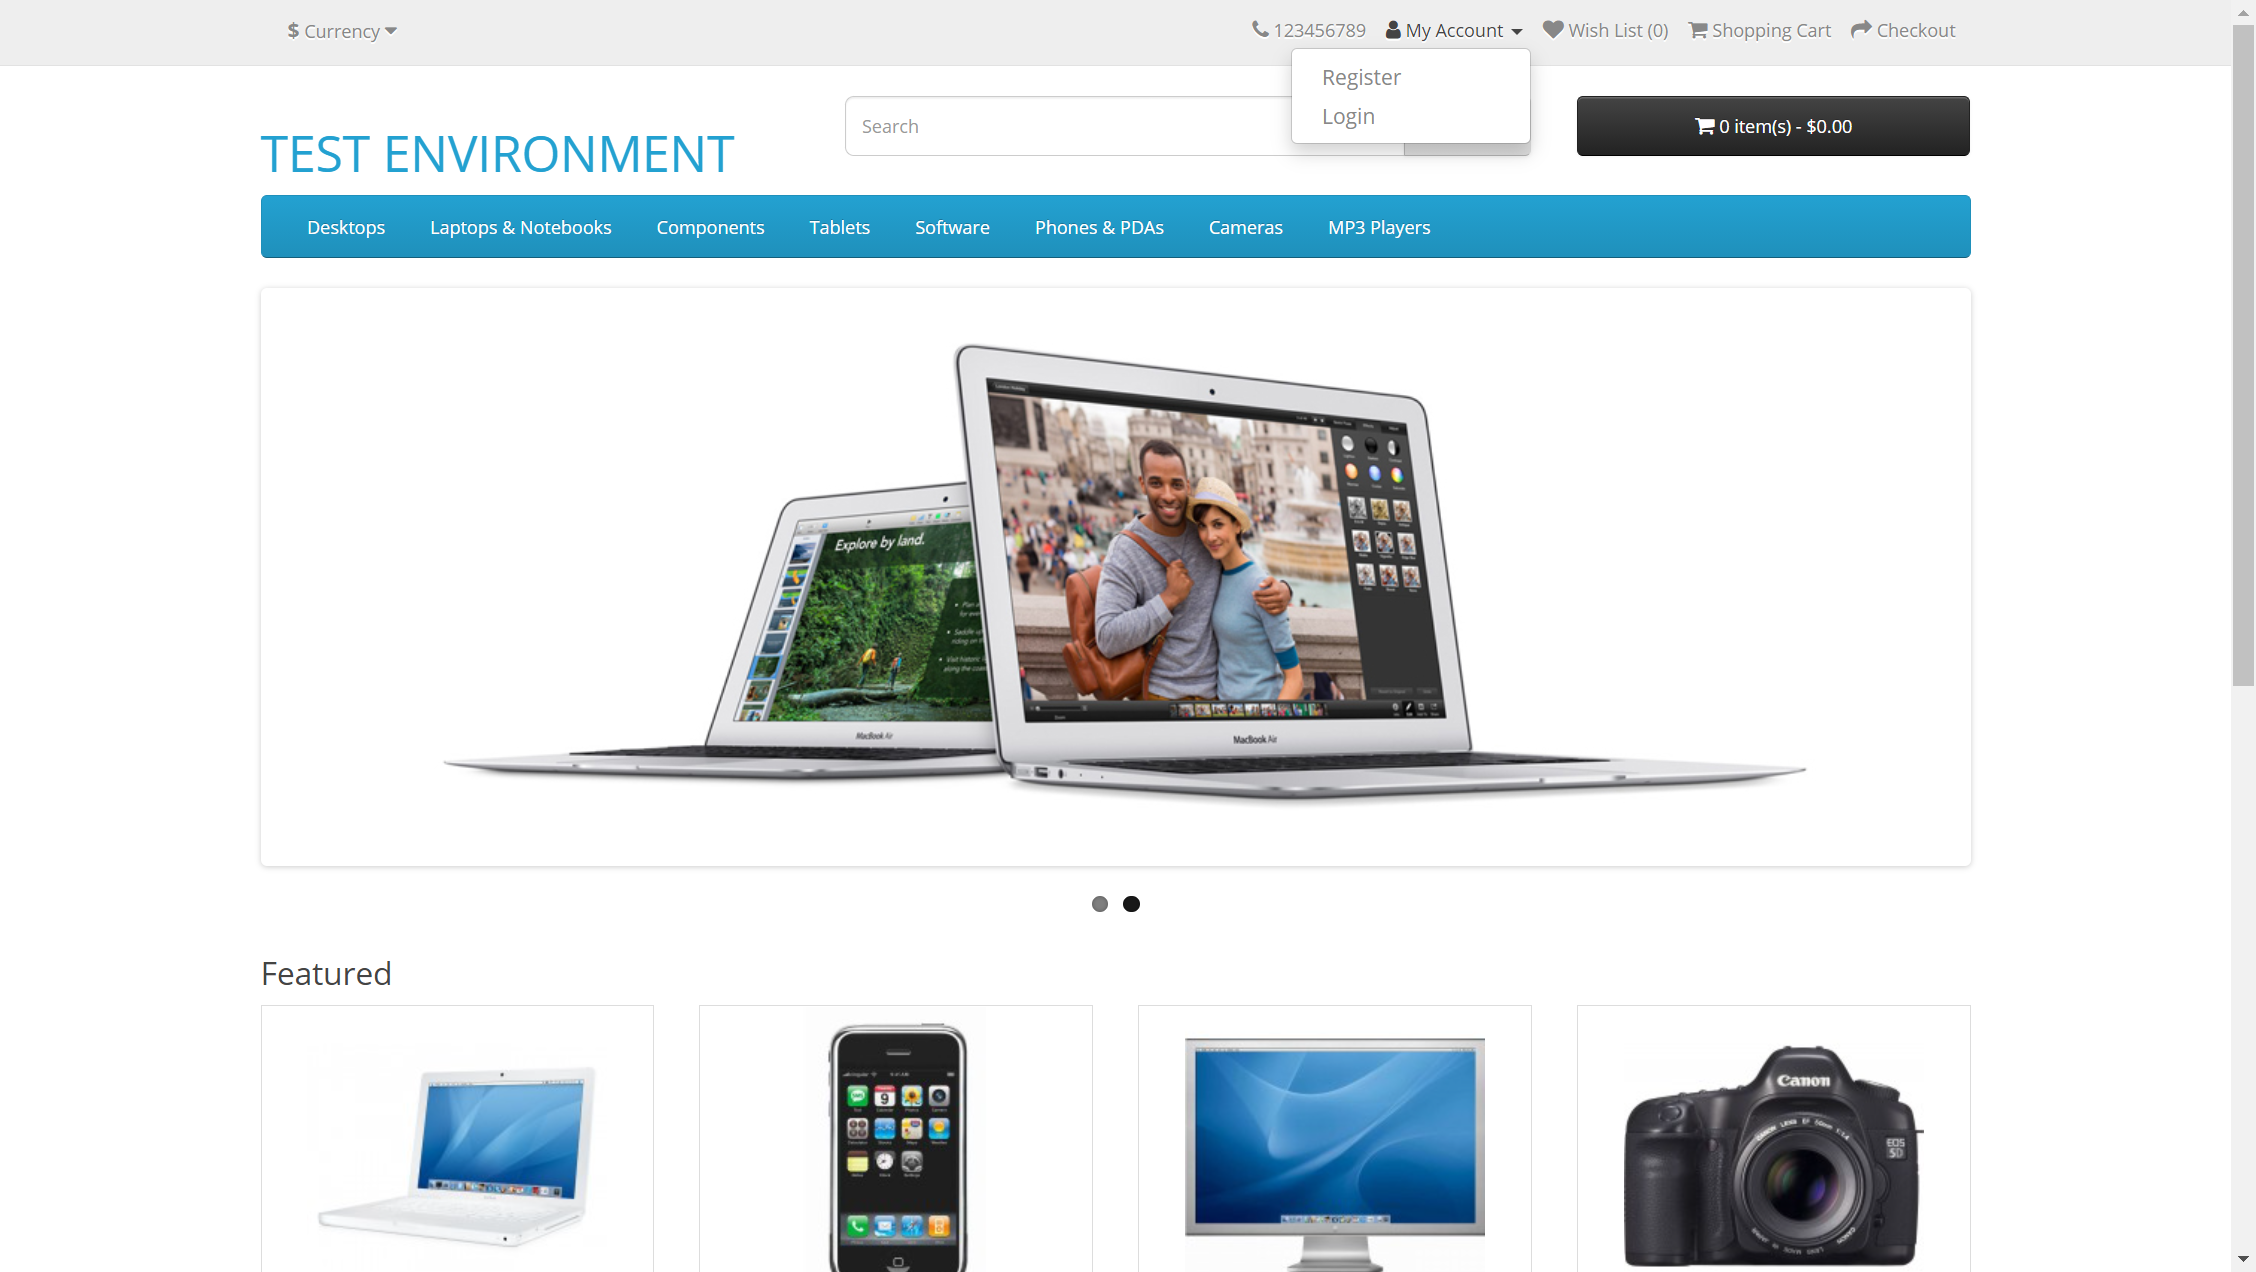 $ Currency
123456789 My Account Wish List (0) Shopping Cart Checkout
Register
Login
Search
0 item(s) - $0.00
TEST ENVIRONMENT
Desktops Laptops & Notebooks Components Tablets Software Phones & PDAs Cameras MP3 Players
Explore by land.
MacBook Air
MacBook Air
Featured
Canon
EOS
5D